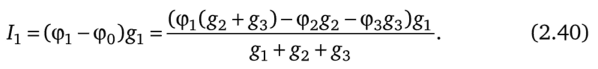 I₁ = (φ₁ − φ₀)g₁ = (φ₁(g₂ + g₃) − φ₂g₂ − φ₃g₃)g₁ / g₁ + g₂ + g₃ . (2.40)